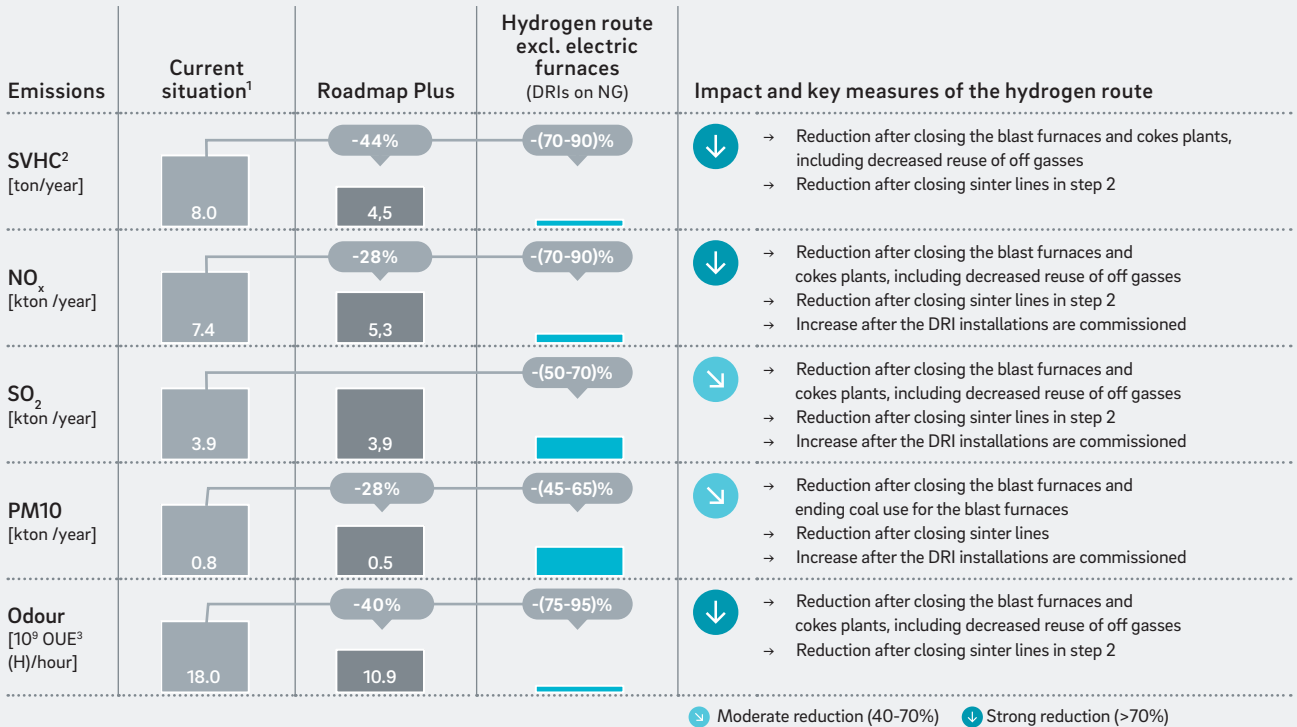 Emissions
Current
situation¹
Roadmap Plus
Hydrogen route
excl. electric
furnaces
(DRIs on NG)
Impact and key measures of the hydrogen route
SVHC²
[ton/year]
8.0
-44%
4,5
-(70-90)%
→ Reduction after closing the blast furnaces and cokes plants,
including decreased reuse of off gasses
→ Reduction after closing sinter lines in step 2
NOₓ
[kton /year]
7.4
-28%
5,3
-(70-90)%
→ Reduction after closing the blast furnaces and
cokes plants, including decreased reuse of off gasses
→ Reduction after closing sinter lines in step 2
→ Increase after the DRI installations are commissioned
SO₂
[kton /year]
3.9
3,9
-(50-70)%
→ Reduction after closing the blast furnaces and
cokes plants, including decreased reuse of off gasses
→ Reduction after closing sinter lines in step 2
→ Increase after the DRI installations are commissioned
PM10
[kton /year]
0.8
-28%
0.5
-(45-65)%
→ Reduction after closing the blast furnaces and
ending coal use for the blast furnaces
→ Reduction after closing sinter lines
→ Increase after the DRI installations are commissioned
Odour
[10⁹ OUE³
(H)/hour]
18.0
-40%
10.9
-(75-95)%
→ Reduction after closing the blast furnaces and
cokes plants, including decreased reuse of off gasses
→ Reduction after closing sinter lines in step 2
Moderate reduction (40-70%)
Strong reduction (>70%)